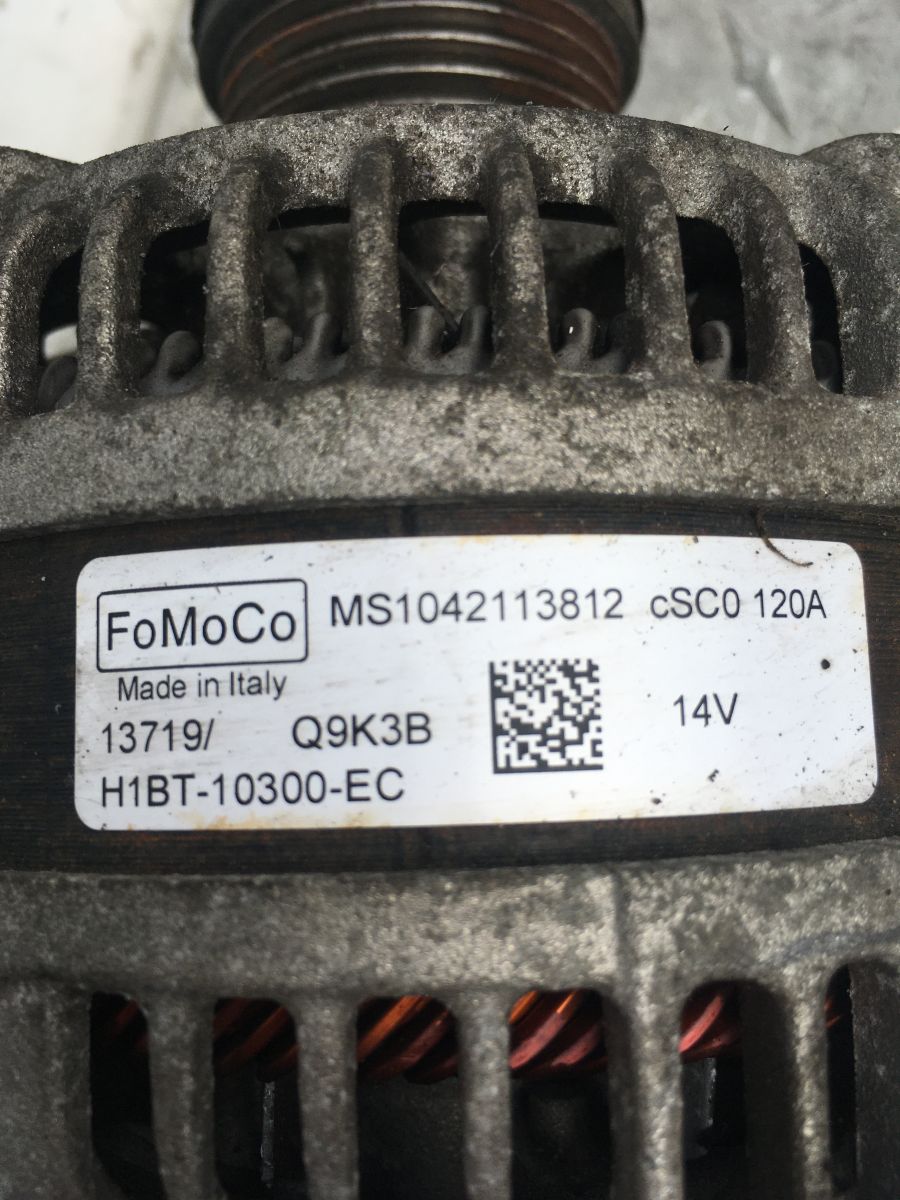 FoMoCo MS1042113812 cSC0 120A
Made in Italy
13719/ Q9K3B 14V
H1BT-10300-EC